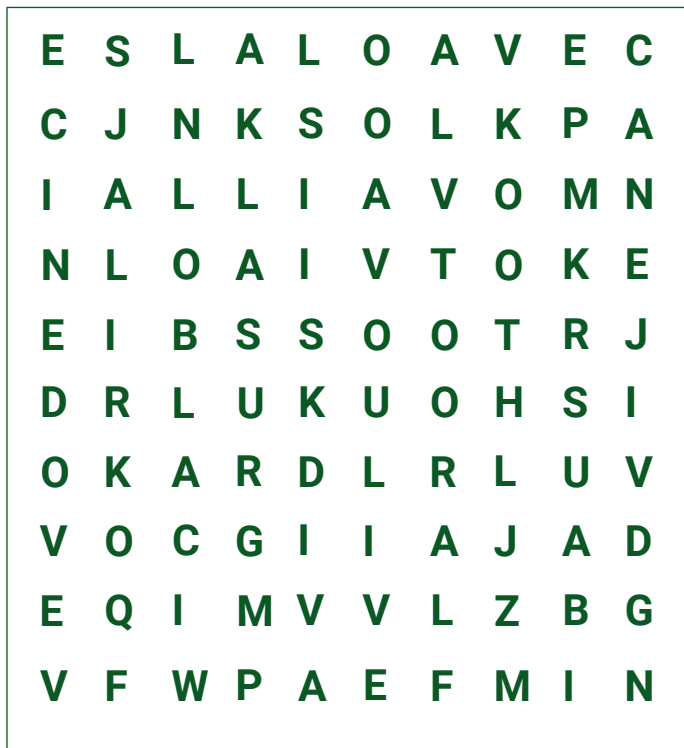 E S L A L O A V E C
C J N K S O L K P A
I A L L I A V O M N
N L O A I V T O K E
E I B S S O O T R J
D R L U K U O H S I
O K A R D L R L U V
V O C G I I A J A D
E Q I M V V L Z B G
V F W P A E F M I N